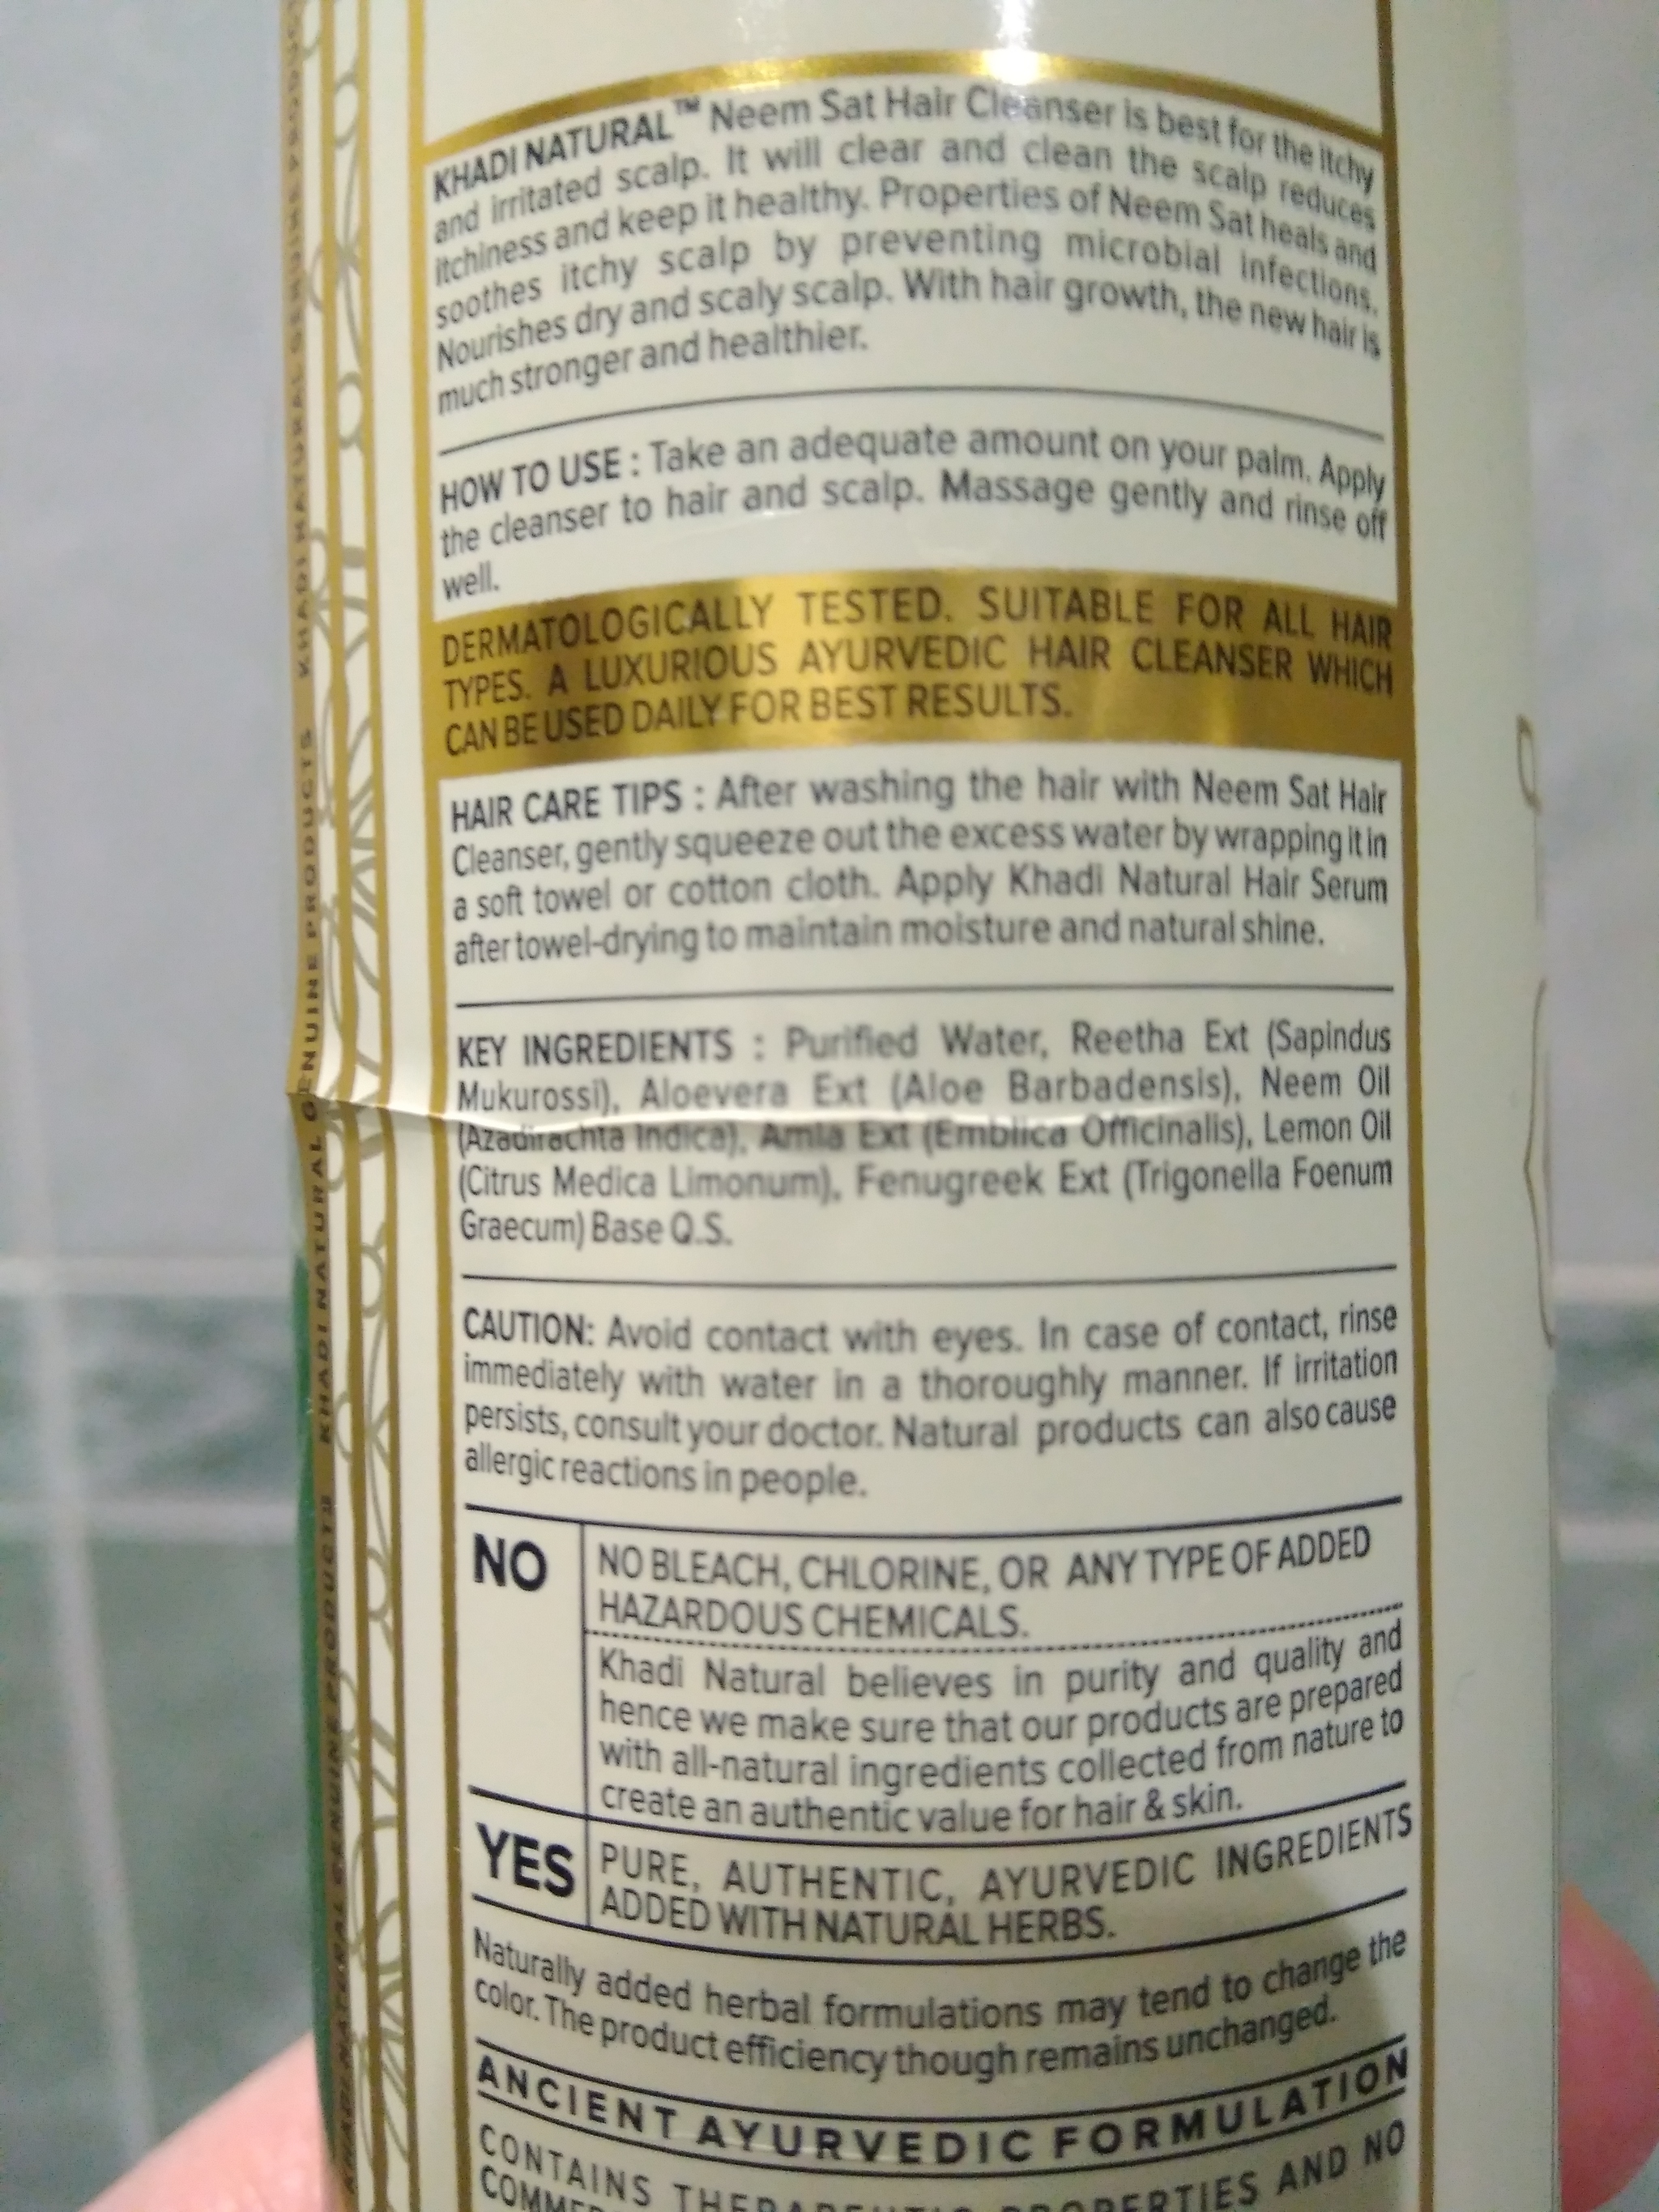 KHADI NATURAL™ Neem Sat Hair Cleanser is best for the itchy
and irritated scalp. It will clear and clean the scalp reduces
itchiness and keep it healthy. Properties of Neem Sat heals and
soothes itchy scalp by preventing microbial infections.
Nourishes dry and scaly scalp. With hair growth, the new hair is
much stronger and healthier.
HOW TO USE : Take an adequate amount on your palm. Apply
the cleanser to hair and scalp. Massage gently and rinse off
well.
DERMATOLOGICALLY TESTED. SUITABLE FOR ALL HAIR
TYPES. A LUXURIOUS AYURVEDIC HAIR CLEANSER WHICH
CAN BE USED DAILY FOR BEST RESULTS.
HAIR CARE TIPS : After washing the hair with Neem Sat Hair
Cleanser, gently squeeze out the excess water by wrapping it in
a soft towel or cotton cloth. Apply Khadi Natural Hair Serum
after towel-drying to maintain moisture and natural shine.
KEY INGREDIENTS : Purified Water, Reetha Ext (Sapindus
Mukurossi), Aloevera Ext (Aloe Barbadensis), Neem Oil
(Azadirachta Indica), Amla Ext (Emblica Officinalis), Lemon Oil
(Citrus Medica Limonum), Fenugreek Ext (Trigonella Foenum
Graecum) Base Q.S.
CAUTION: Avoid contact with eyes. In case of contact, rinse
immediately with water in a thoroughly manner. If irritation
persists, consult your doctor. Natural products can also cause
allergic reactions in people.
NO
NO BLEACH, CHLORINE, OR ANY TYPE OF ADDED
HAZARDOUS CHEMICALS.
Khadi Natural believes in purity and quality and
hence we make sure that our products are prepared
with all-natural ingredients collected from nature to
create an authentic value for hair & skin.
YES
PURE, AUTHENTIC, AYURVEDIC INGREDIENTS
ADDED WITH NATURAL HERBS.
Naturally added herbal formulations may tend to change the
color. The product efficiency though remains unchanged.
ANCIENT AYURVEDIC FORMULATION
CONTAINS THERAPEUTIC PROPERTIES AND NO
KHADI NATURAL GENUINE PRODUCTS KHADI NATURAL GENUINE PRODUCTS KHADI NATURAL GENUINE PRODUCTS